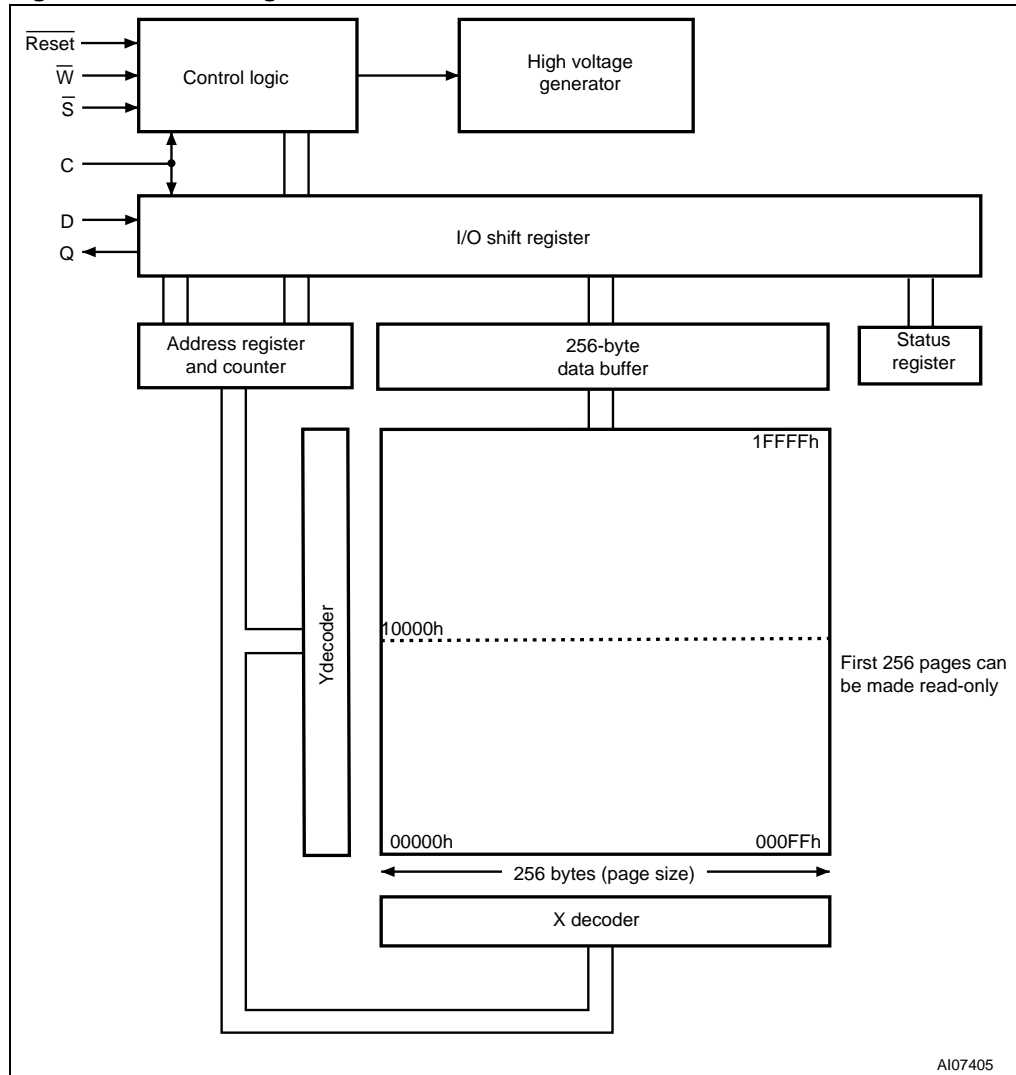 Reset
W
S
C
D
Q
Control logic
High voltage
generator
I/O shift register
Address register
and counter
256-byte
data buffer
Status
register
1FFFFh
Ydecoder
10000h
First 256 pages can
be made read-only
00000h
000FFh
256 bytes (page size)
X decoder
AI07405